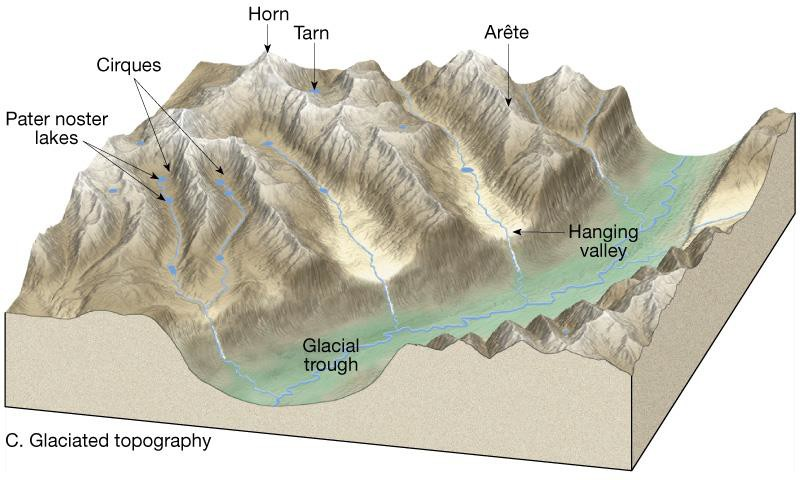 Horn
Tarn
Arête
Cirques
Pater noster
lakes
Hanging
valley
Glacial
trough
C. Glaciated topography